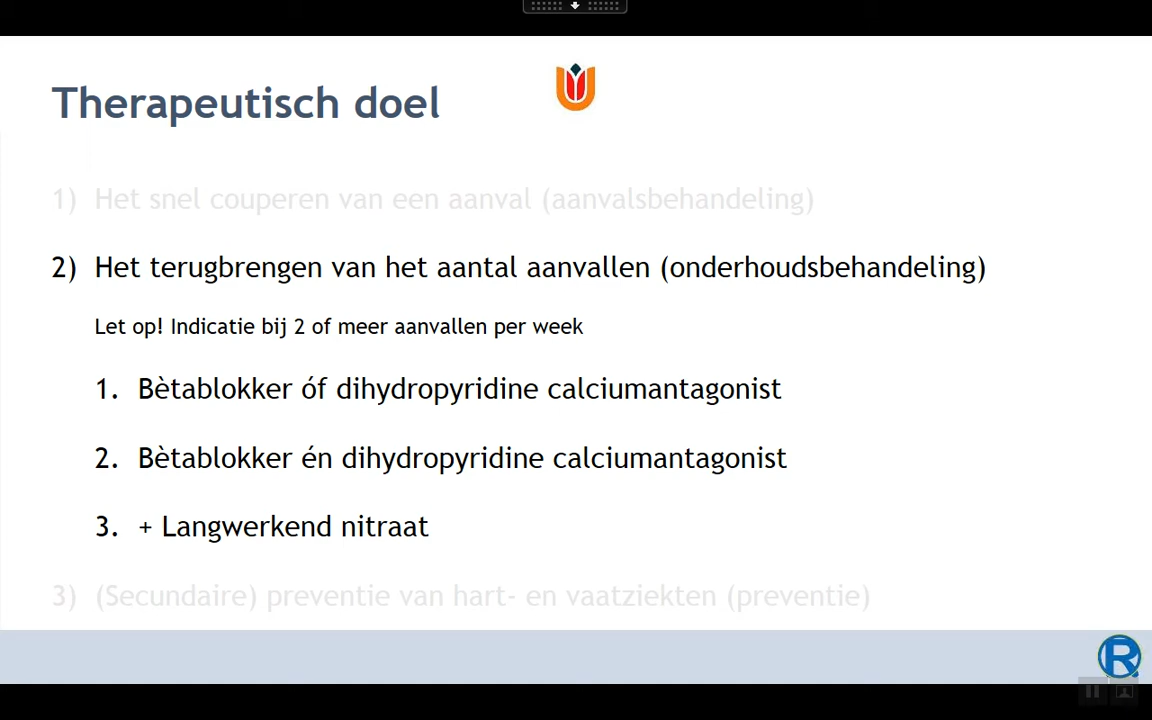 Therapeutisch doel
1) Het snel couperen van een aanval (aanvalsbehandeling)
2) Het terugbrengen van het aantal aanvallen (onderhoudsbehandeling)
Let op! Indicatie bij 2 of meer aanvallen per week
1. Bètablokker óf dihydropyridine calciumantagonist
2. Bètablokker én dihydropyridine calciumantagonist
3. + Langwerkend nitraat
3) (Secundaire) preventie van hart- en vaatziekten (preventie)
R